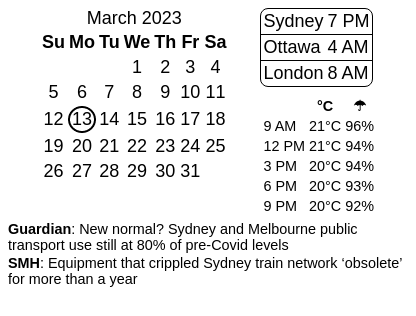 March 2023
Su Mo Tu We Th Fr Sa
1 2 3 4
5 6 7 8 9 10 11
12 13 14 15 16 17 18
19 20 21 22 23 24 25
26 27 28 29 30 31
Sydney 7 PM
Ottawa 4 AM
London 8 AM
°C ☂
9 AM 21°C 96%
12 PM 21°C 94%
3 PM 20°C 94%
6 PM 20°C 93%
9 PM 20°C 92%
Guardian: New normal? Sydney and Melbourne public
transport use still at 80% of pre-Covid levels
SMH: Equipment that crippled Sydney train network ‘obsolete’
for more than a year